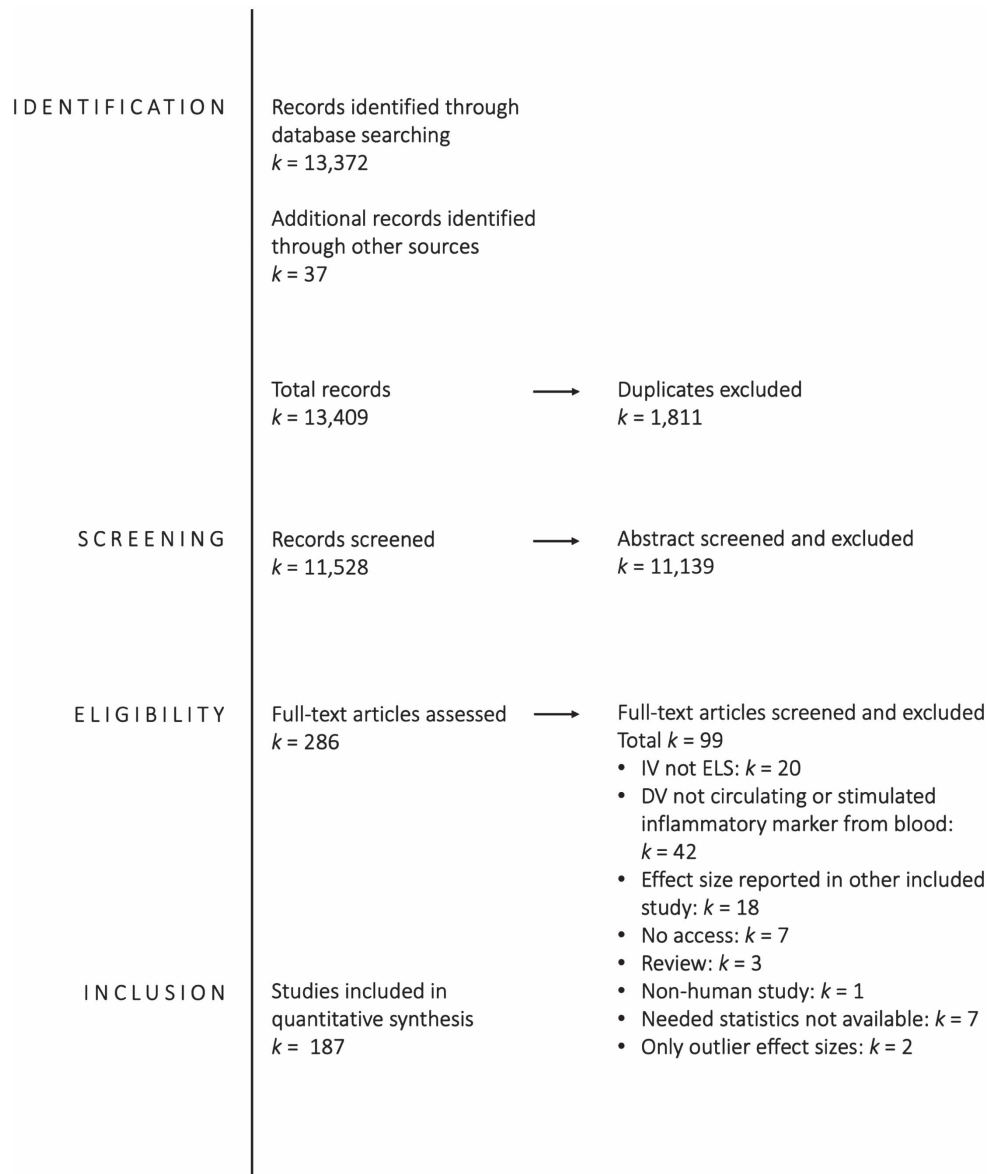 IDENTIFICATION
Records identified through
database searching
k = 13,372
Additional records identified
through other sources
k = 37
Total records
k = 13,409
Duplicates excluded
k = 1,811
SCREENING
Records screened
k = 11,528
Abstract screened and excluded
k = 11,139
ELIGIBILITY
Full-text articles assessed
k = 286
Full-text articles screened and excluded
Total k = 99
• IV not ELS: k = 20
• DV not circulating or stimulated
inflammatory marker from blood:
k = 42
• Effect size reported in other included
study: k = 18
• No access: k = 7
• Review: k = 3
• Non-human study: k = 1
• Needed statistics not available: k = 7
• Only outlier effect sizes: k = 2
INCLUSION
Studies included in
quantitative synthesis
k = 187